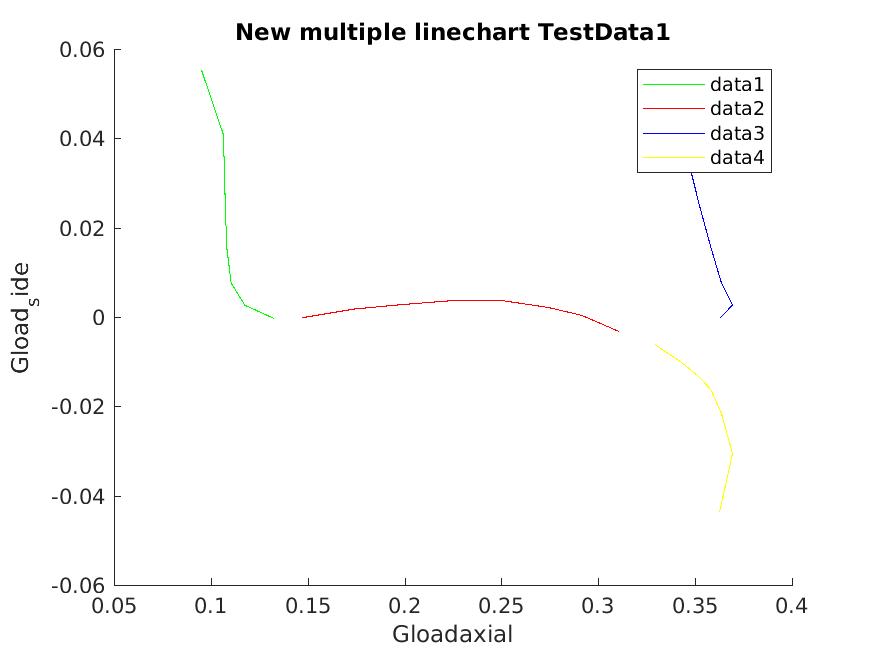 New multiple linechart TestData1
0.06
0.04
0.02
0
-0.02
-0.04
-0.06
Gload_side
data1
data2
data3
data4
0.05 0.1 0.15 0.2 0.25 0.3 0.35 0.4
Gloadaxial